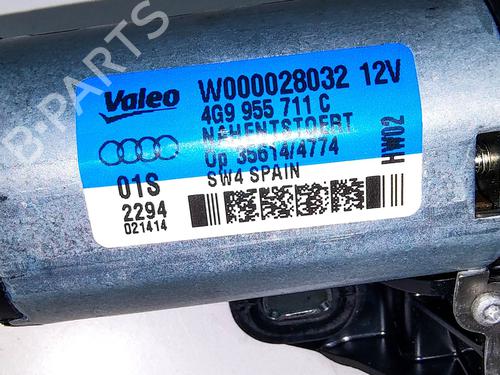 B-PARTS
Valeo W000028032 12V
4G9 955 711 C
NAHENTSTOERT
Up 35614/4774
01S SW4 SPAIN
2294
021414
HW02